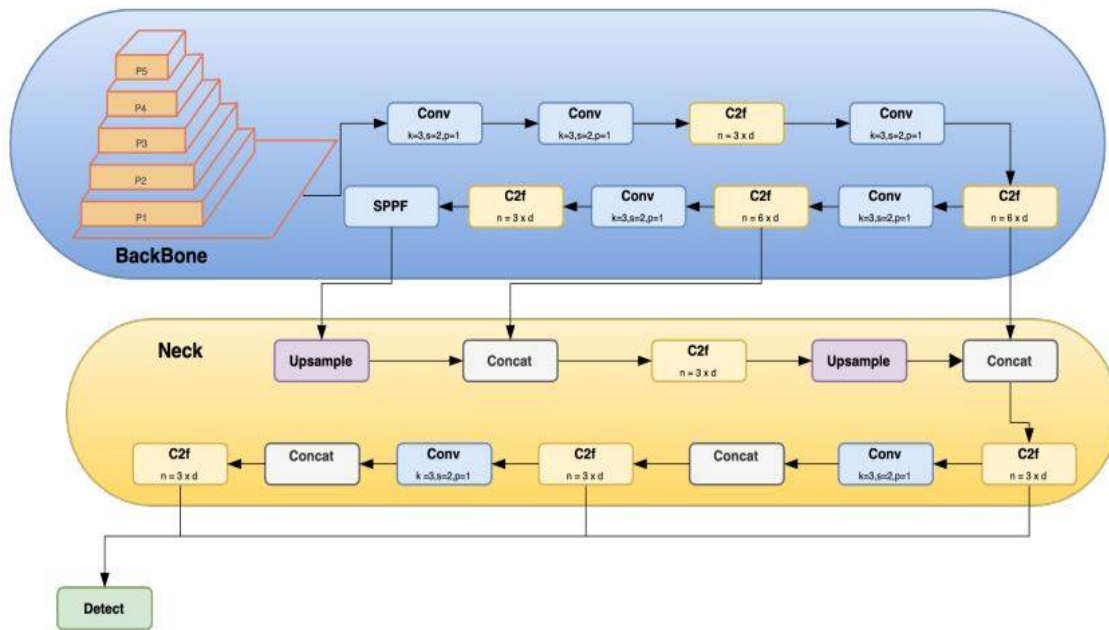 P5
P4
P3
P2
P1
BackBone
Conv
k=3,s=2,p=1
Conv
k=3,s=2,p=1
C2f
n = 3 x d
Conv
k=3,s=2,p=1
SPPF
C2f
n = 3 x d
Conv
k=3,s=2,p=1
C2f
n = 6 x d
Conv
k=3,s=2,p=1
C2f
n = 6 x d
Neck
Upsample
Concat
C2f
n = 3 x d
Upsample
Concat
C2f
n = 3 x d
Concat
Conv
k =3,s=2,p=1
C2f
n = 3 x d
Concat
Conv
k=3,s=2,p=1
C2f
n = 3 x d
Detect